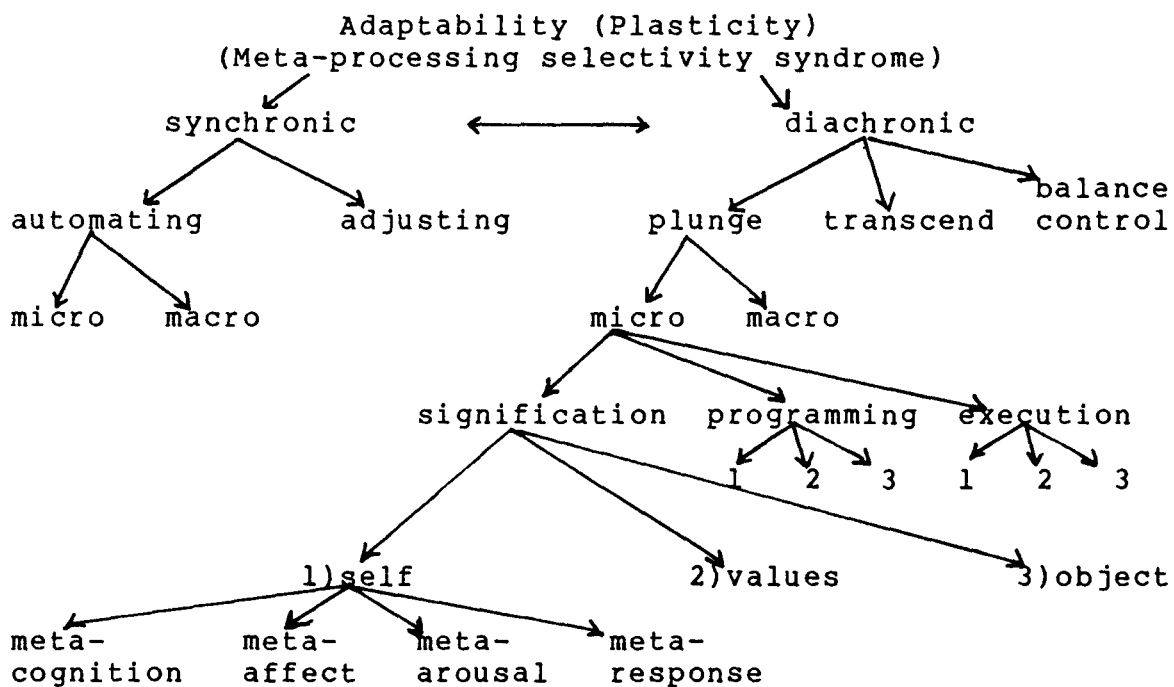 Adaptability (Plasticity)
(Meta-processing selectivity syndrome)
synchronic diachronic
balance
automating adjusting plunge transcend control
micro macro micro macro
signification programming execution
1 2 3 1 2 3
1)self 2)values 3)object
meta- meta- meta- meta-
cognition affect arousal response